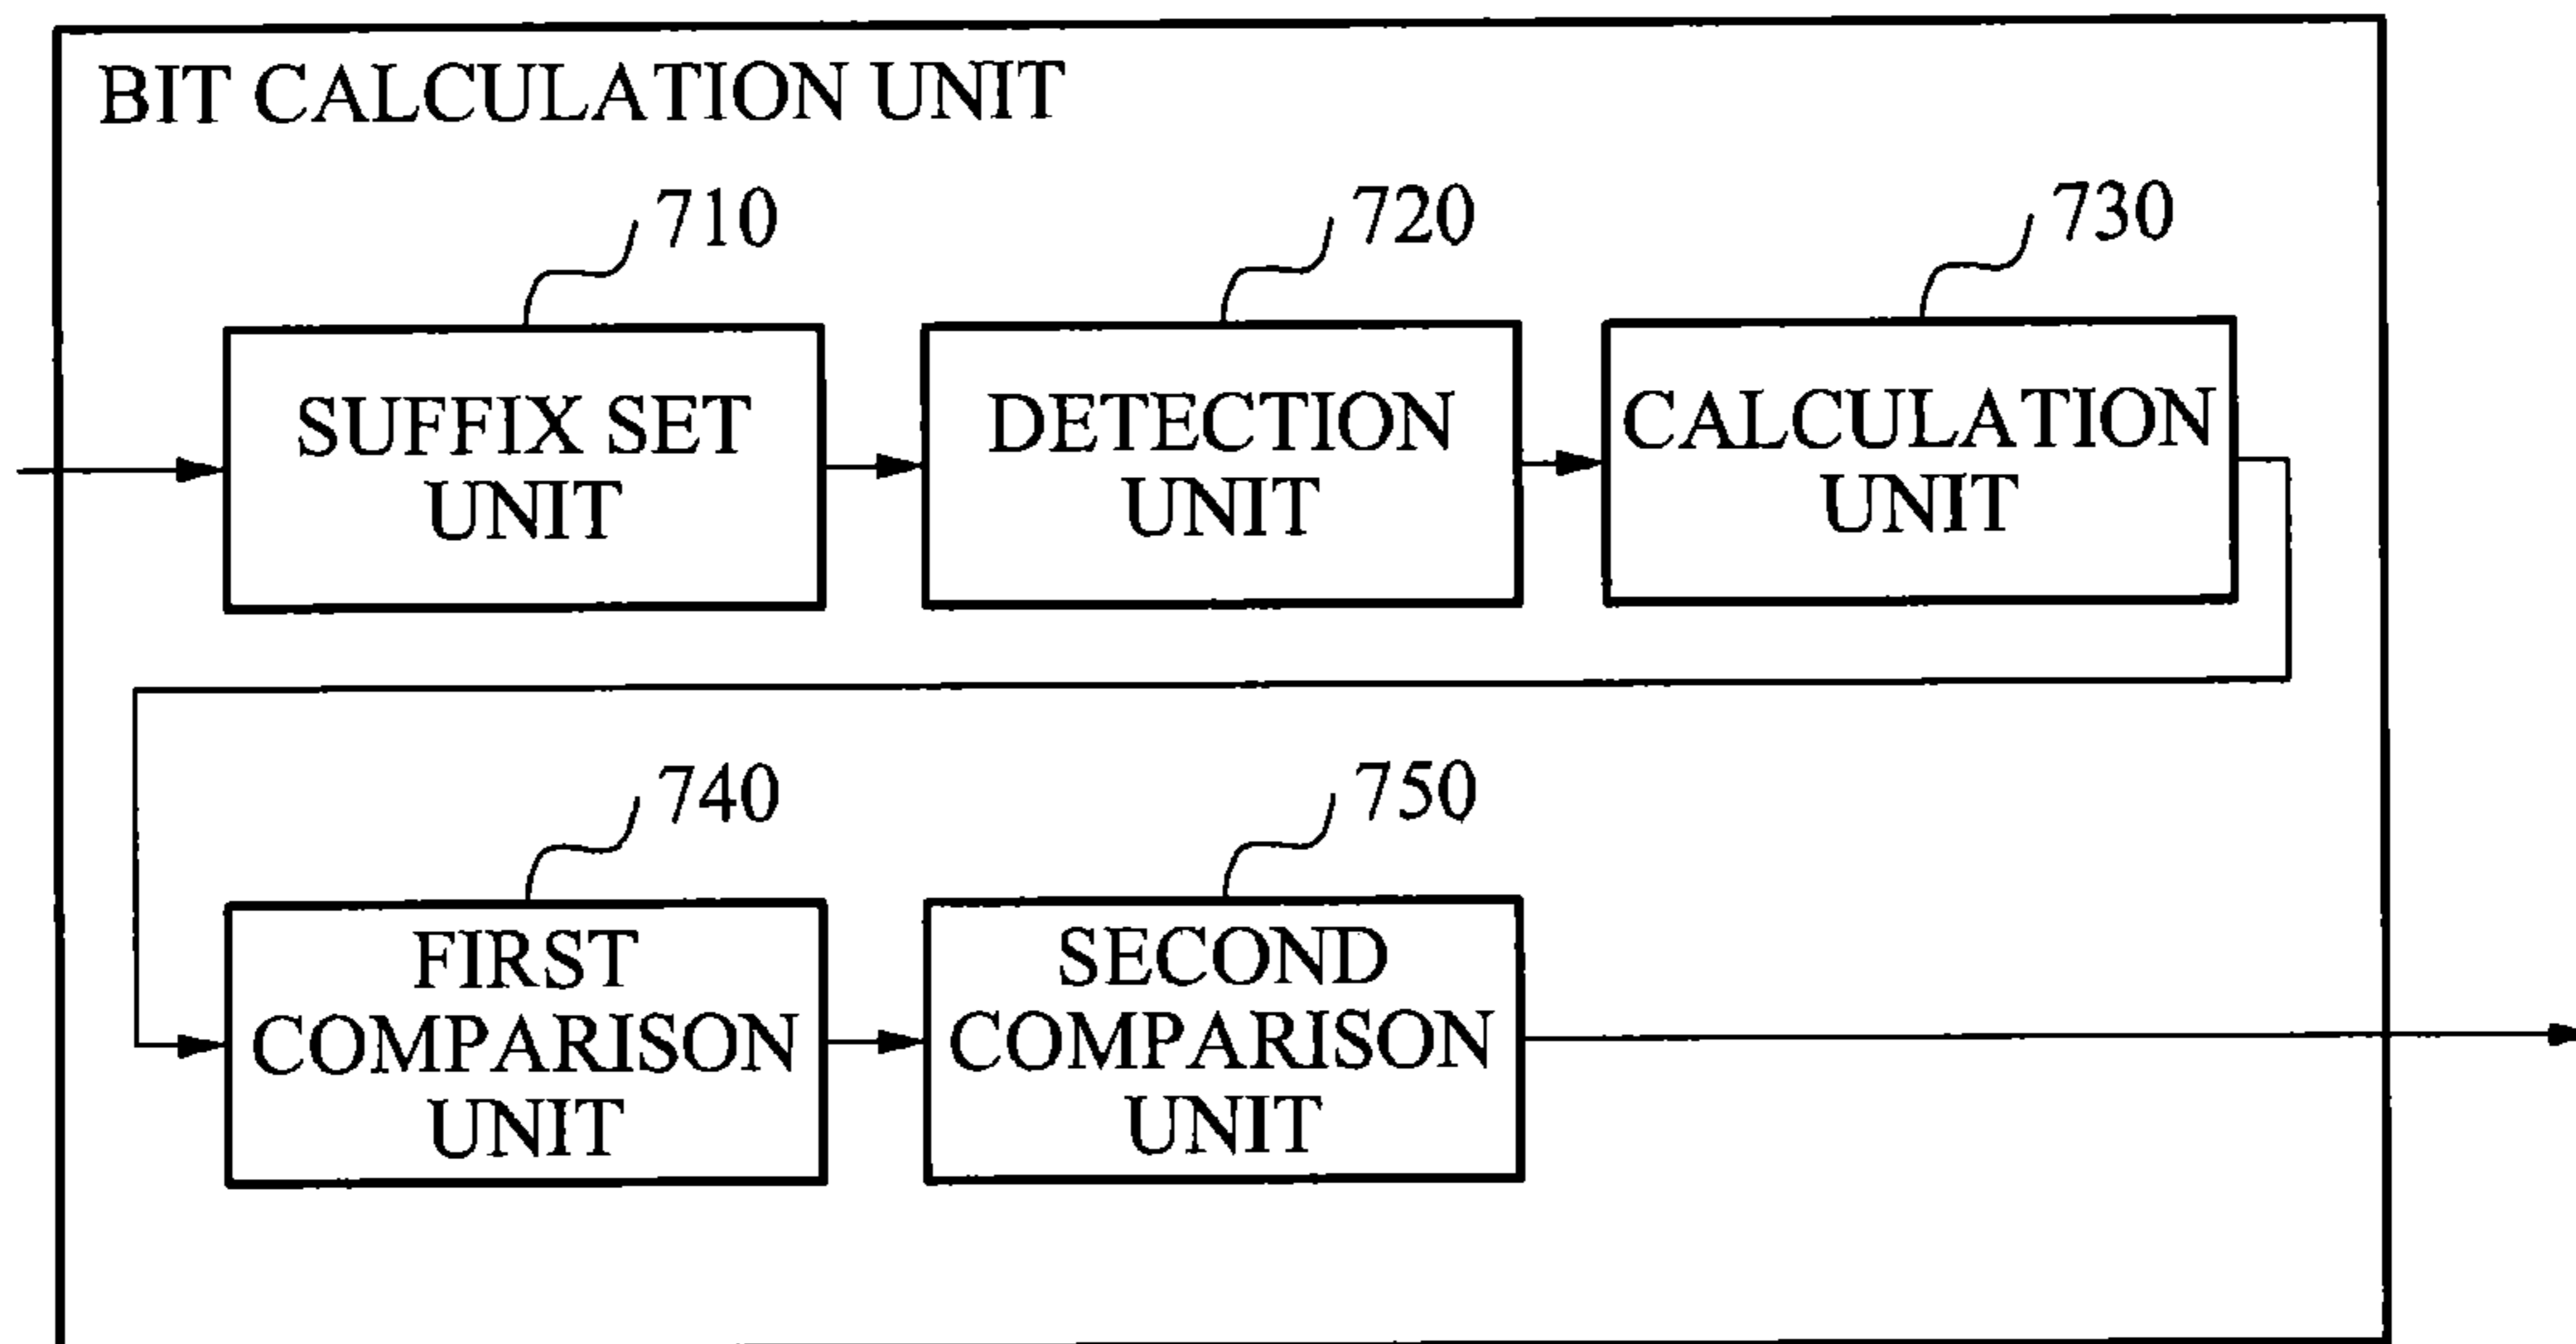 BIT CALCULATION UNIT
710
720
730
SUFFIX SET
UNIT
DETECTION
UNIT
CALCULATION
UNIT
740
750
FIRST
COMPARISON
UNIT
SECOND
COMPARISON
UNIT